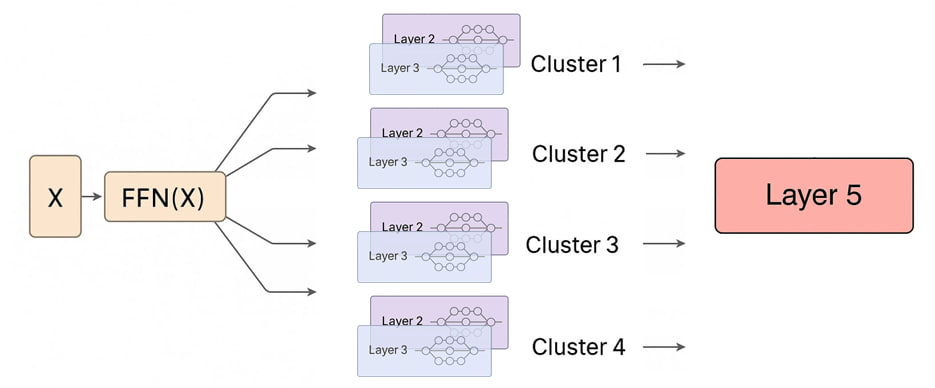 X
FFN(X)
Layer 2
Layer 3
Cluster 1
Layer 2
Layer 3
Cluster 2
Layer 2
Layer 3
Cluster 3
Layer 2
Layer 3
Cluster 4
Layer 5